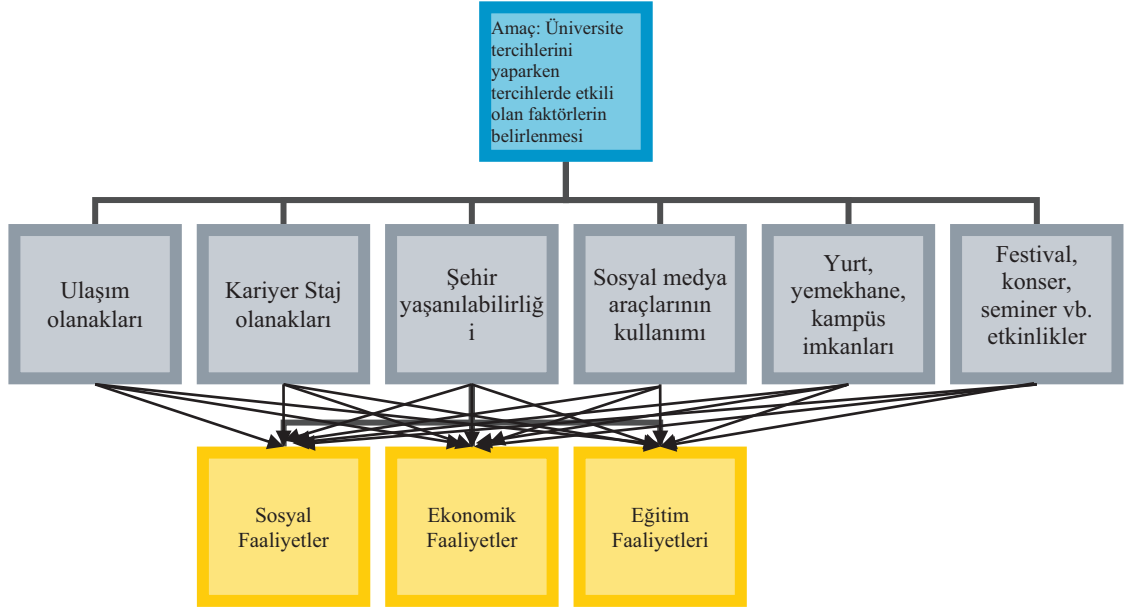 Amaç: Üniversite
tercihlerini
yaparken
tercihlerde etkili
olan faktörlerin
belirlenmesi
Ulaşım
olanakları
Kariyer Staj
olanakları
Şehir
yaşanılabilirliğ
i
Sosyal medya
araçlarının
kullanımı
Yurt,
yemekhane,
kampüs
imkanları
Festival,
konser,
seminer vb.
etkinlikler
Sosyal
Faaliyetler
Ekonomik
Faaliyetler
Eğitim
Faaliyetleri